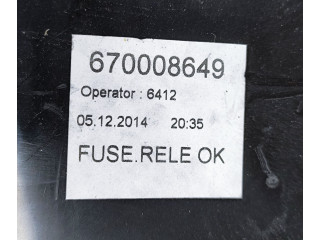 670008649
Operator : 6412
05.12.2014 20:35
FUSE.RELE OK